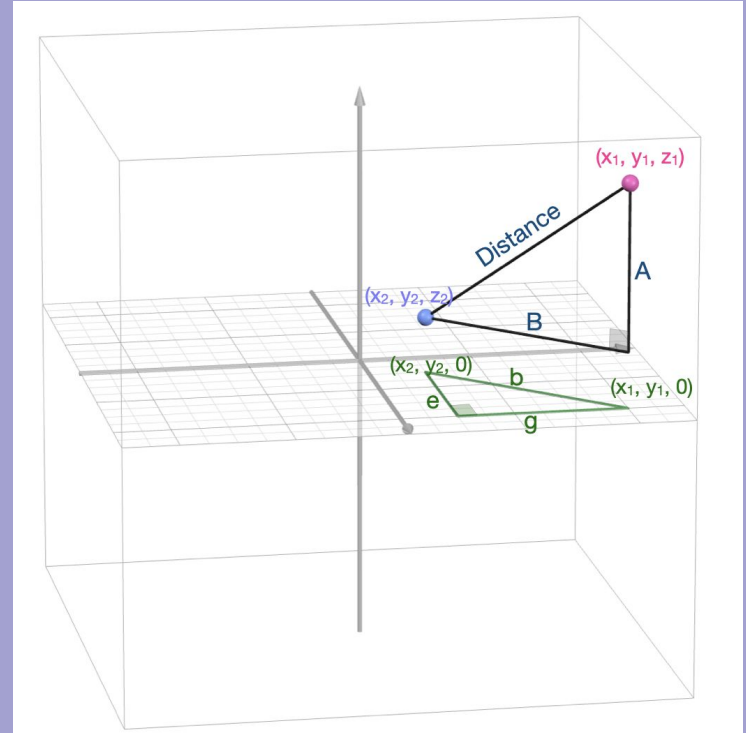 (x₁, y₁, z₁)
Distance
A
(x₂, y₂, z₂)
B
(x₂, y₂, 0)
b
(x₁, y₁, 0)
e
g